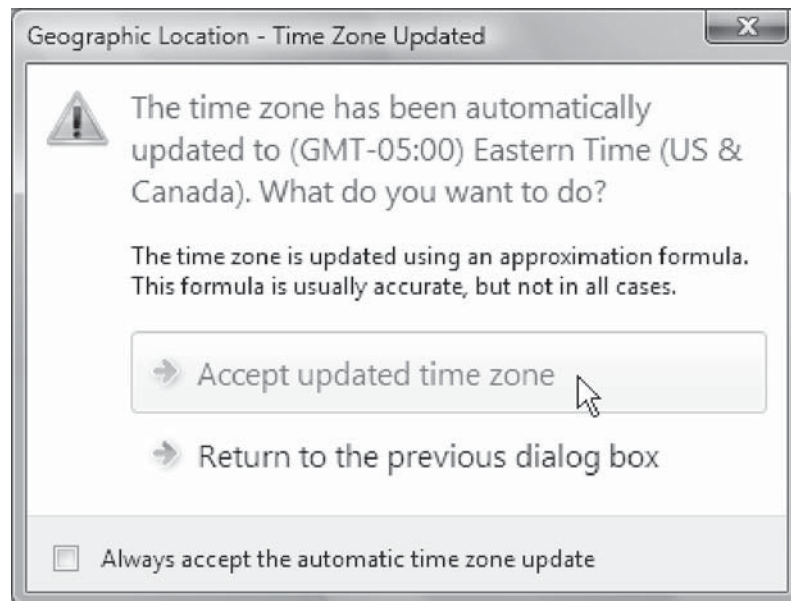 Geographic Location - Time Zone Updated
The time zone has been automatically
updated to (GMT-05:00) Eastern Time (US &
Canada). What do you want to do?
The time zone is updated using an approximation formula.
This formula is usually accurate, but not in all cases.
Accept updated time zone
Return to the previous dialog box
Always accept the automatic time zone update